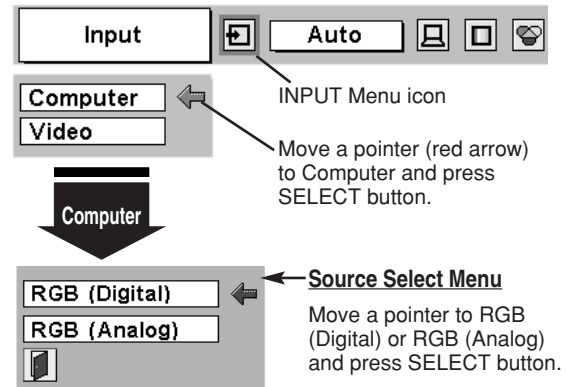 Input
Auto
INPUT Menu icon
Computer
Video
Move a pointer (red arrow)
to Computer and press
SELECT button.
Computer
RGB (Digital)
RGB (Analog)
Source Select Menu
Move a pointer to RGB
(Digital) or RGB (Analog)
and press SELECT button.